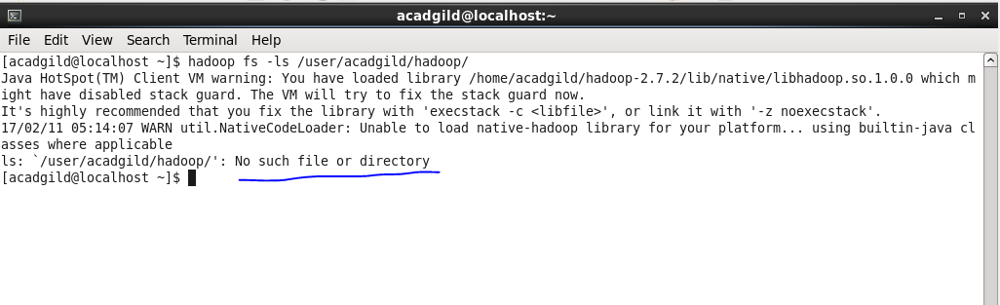 acadgild@localhost:~
File Edit View Search Terminal Help
[acadgild@localhost ~]$ hadoop fs -ls /user/acadgild/hadoop/
Java HotSpot(TM) Client VM warning: You have loaded library /home/acadgild/hadoop-2.7.2/lib/native/libhadoop.so.1.0.0 which m
ight have disabled stack guard. The VM will try to fix the stack guard now.
It's highly recommended that you fix the library with 'execstack -c <libfile>', or link it with '-z noexecstack'.
17/02/11 05:14:07 WARN util.NativeCodeLoader: Unable to load native-hadoop library for your platform... using builtin-java cl
asses where applicable
ls: `/user/acadgild/hadoop/': No such file or directory
[acadgild@localhost ~]$